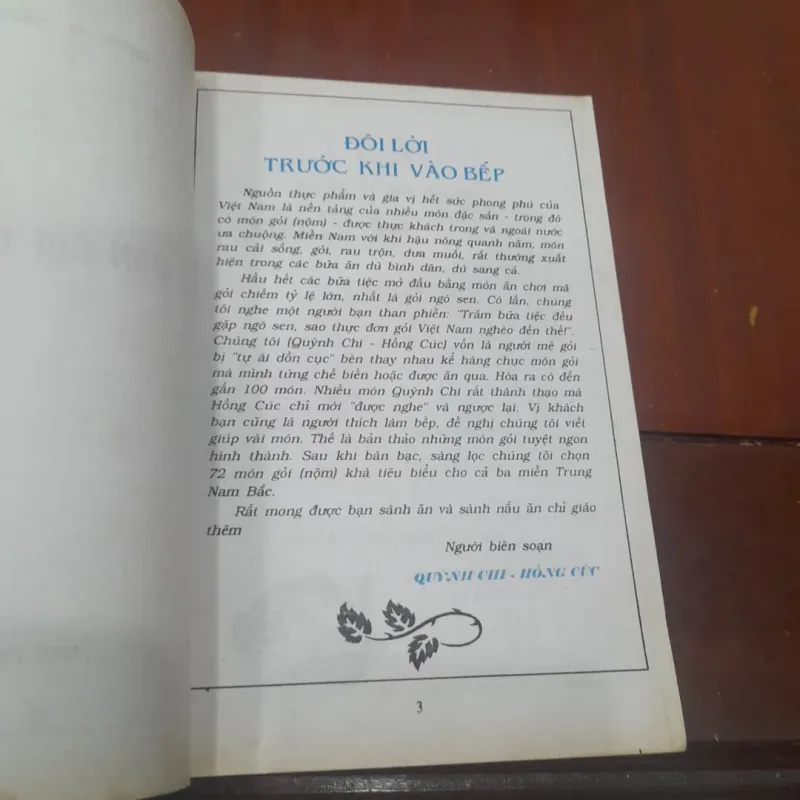 ĐÔI LỜI
TRƯỚC KHI VÀO BẾP
Nguồn thực phẩm và gia vị hết sức phong phú của
Việt Nam là nền tảng của nhiều món đặc sản - trong đó
có món gỏi (nộm) - được thực khách trong và ngoài nước
ưa chuộng. Miền Nam với khí hậu nóng quanh năm, món
rau cải sống, gỏi, rau trộn, dưa muối, rất thường xuất
hiện trong các bữa ăn dù bình dân, dù sang cả.
Hầu hết các bữa tiệc mở đầu bằng món ăn chơi mà
gỏi chiếm tỷ lệ lớn, nhất là gỏi ngó sen. Có lần, chúng
tôi nghe một người bạn than phiền: "Trăm bữa tiệc đều
gặp ngó sen, sao thực đơn gỏi Việt Nam nghèo đến thế!".
Chúng tôi (Quỳnh Chi - Hồng Cúc) vốn là người mê gỏi
bị "tự ái dồn cục" bèn thay nhau kể hàng chục món gỏi
mà mình từng chế biến hoặc được ăn qua. Hóa ra có đến
gần 100 món. Nhiều món Quỳnh Chi rất thành thạo mà
Hồng Cúc chỉ mới "được nghe" và ngược lại. Vị khách
bạn cũng là người thích làm bếp, đề nghị chúng tôi viết
giúp vài món. Thế là bản thảo những món gỏi tuyệt ngon
hình thành. Sau khi bàn bạc, sàng lọc chúng tôi chọn
72 món gỏi (nộm) khá tiêu biểu cho cả ba miền Trung
Nam Bắc.
Rất mong được bạn sành ăn và sành nấu ăn chỉ giáo
thêm
Người biên soạn
QUỲNH CHI - HỒNG CÚC
3